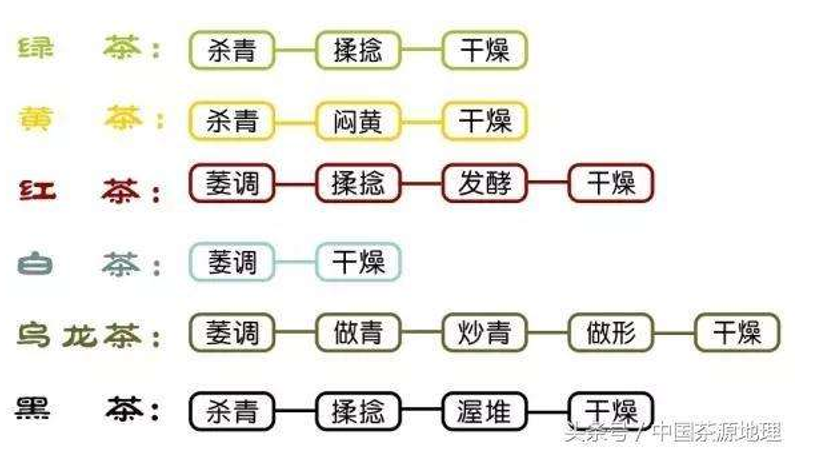 绿茶：杀青 揉捻 干燥
黄茶：杀青 闷黄 干燥
红茶：萎调 揉捻 发酵 干燥
白茶：萎调 干燥
乌龙茶：萎调 做青 炒青 做形 干燥
黑茶：杀青 揉捻 渥堆 干燥
头条号 / 中国茶源地理